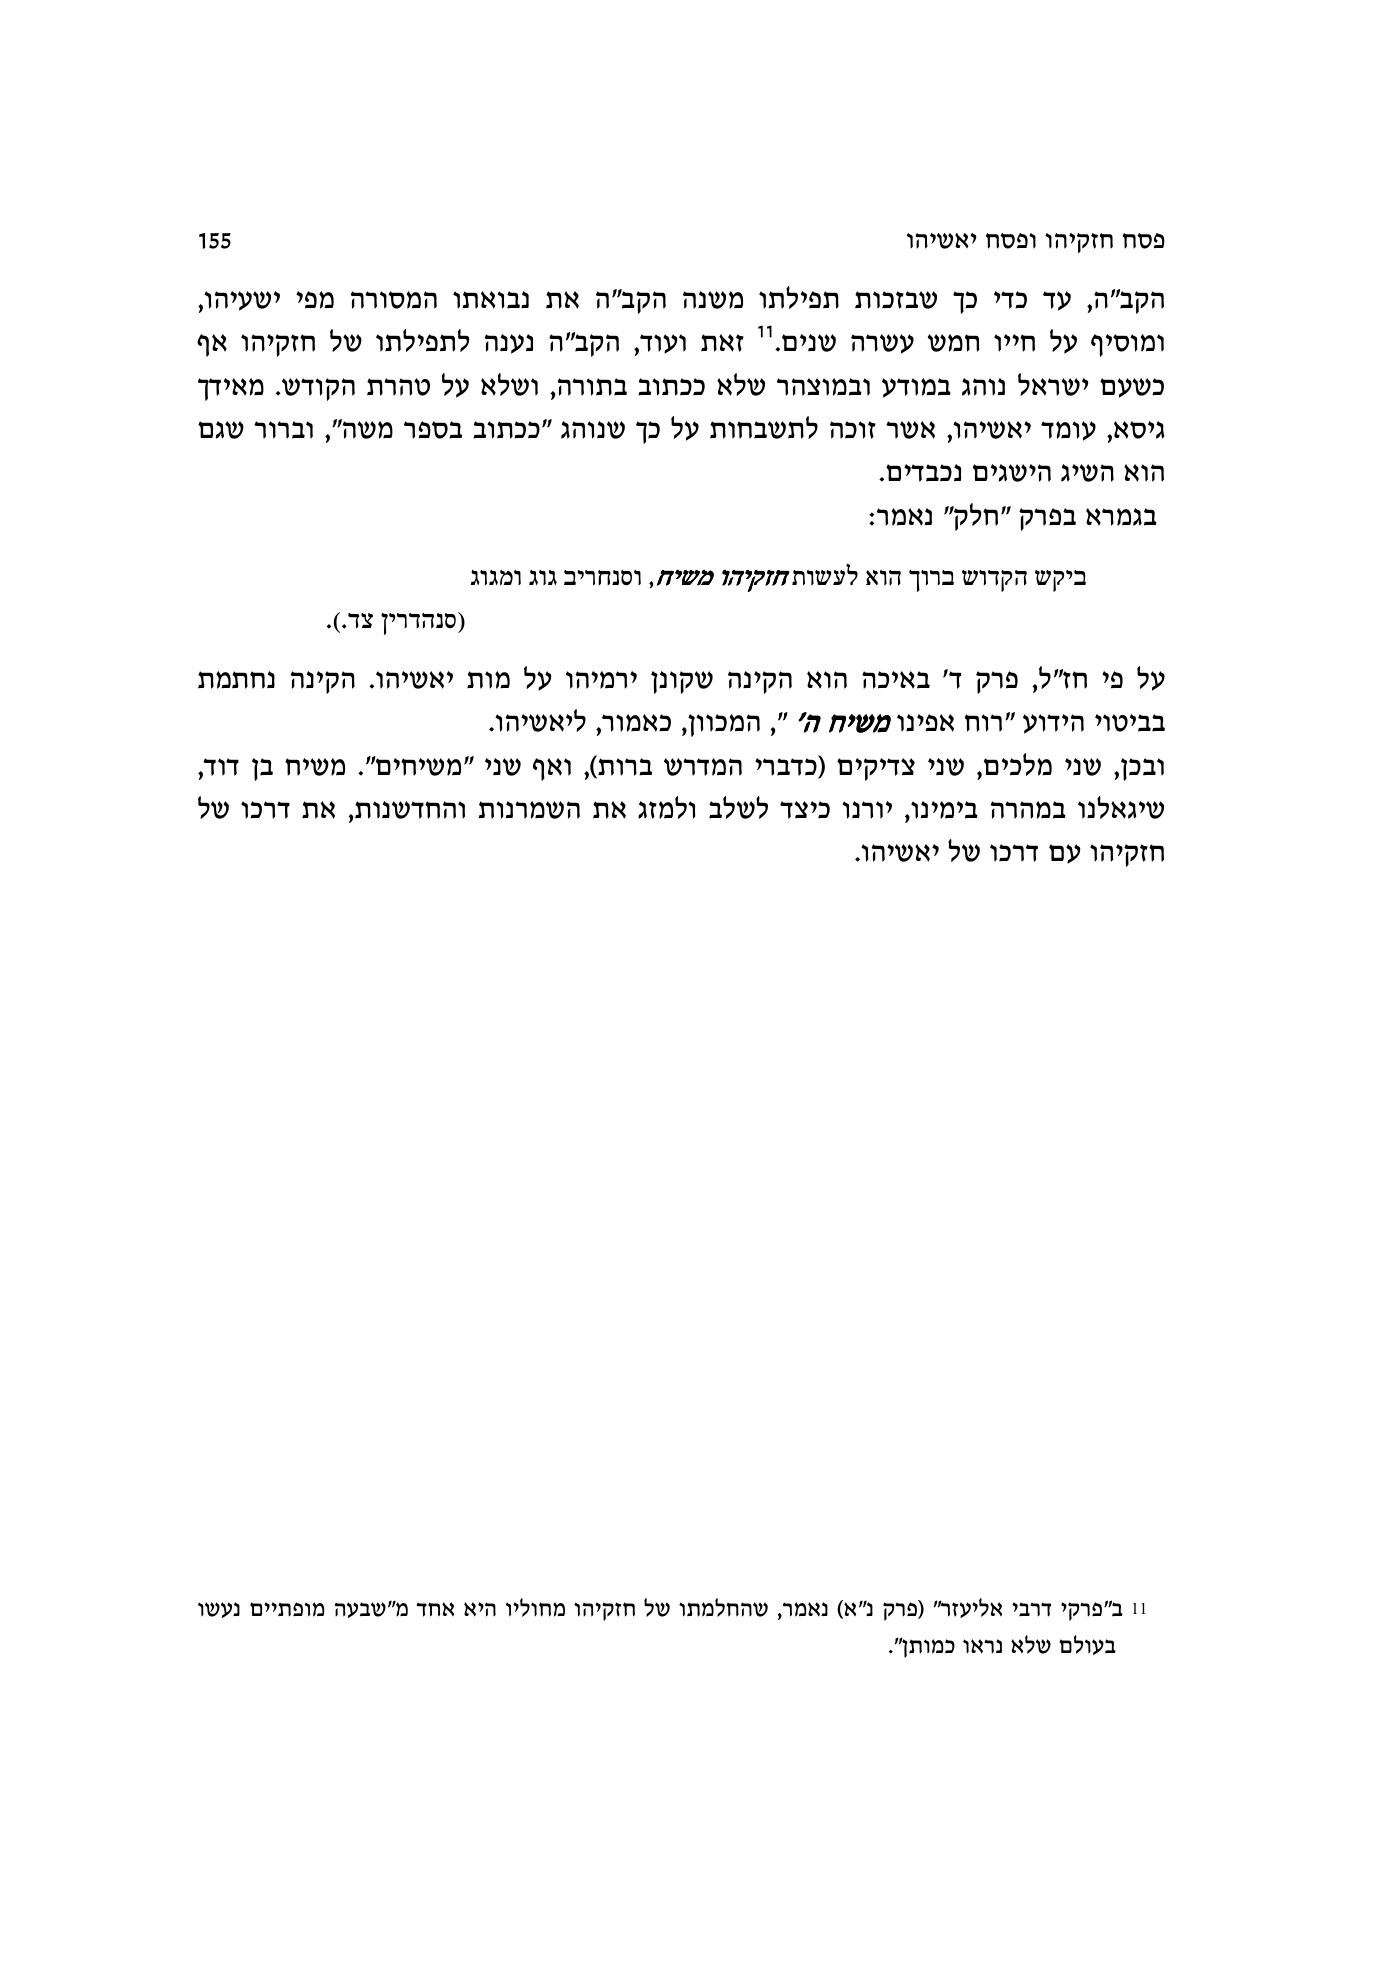 פסח חזקיהו ופסח יאשיהו 155
הקב"ה, עד כדי כך שבזכות תפילתו משנה הקב"ה את נבואתו המסורה מפי ישעיהו,
ומוסיף על חייו חמש עשרה שנים.11 זאת ועוד, הקב"ה נענה לתפילתו של חזקיהו אף
כשעם ישראל נוהג במודע ובמוצהר שלא ככתוב בתורה, ושלא על טהרת הקודש. מאידך
גיסא, עומד יאשיהו, אשר זוכה לתשבחות על כך שנוהג "ככתוב בספר משה", וברור שגם
הוא השיג הישגים נכבדים.
בגמרא בפרק "חלק" נאמר:
ביקש הקדוש ברוך הוא לעשות חזקיהו משיח, וסנחריב גוג ומגוג
(סנהדרין צד.).
על פי חז"ל, פרק ד' באיכה הוא הקינה שקונן ירמיהו על מות יאשיהו. הקינה נחתמת
בביטוי הידוע "רוח אפינו משיח ה' ", המכוון, כאמור, ליאשיהו.
ובכן, שני מלכים, שני צדיקים (כדברי המדרש ברות), ואף שני "משיחים". משיח בן דוד,
שיגאלנו במהרה בימינו, יורנו כיצד לשלב ולמזג את השמרנות והחדשנות, את דרכו של
חזקיהו עם דרכו של יאשיהו.
11 ב"פרקי דרבי אליעזר" (פרק נ"א) נאמר, שהחלמתו של חזקיהו מחוליו היא אחד מ"שבעה מופתיים נעשו
בעולם שלא נראו כמותן".